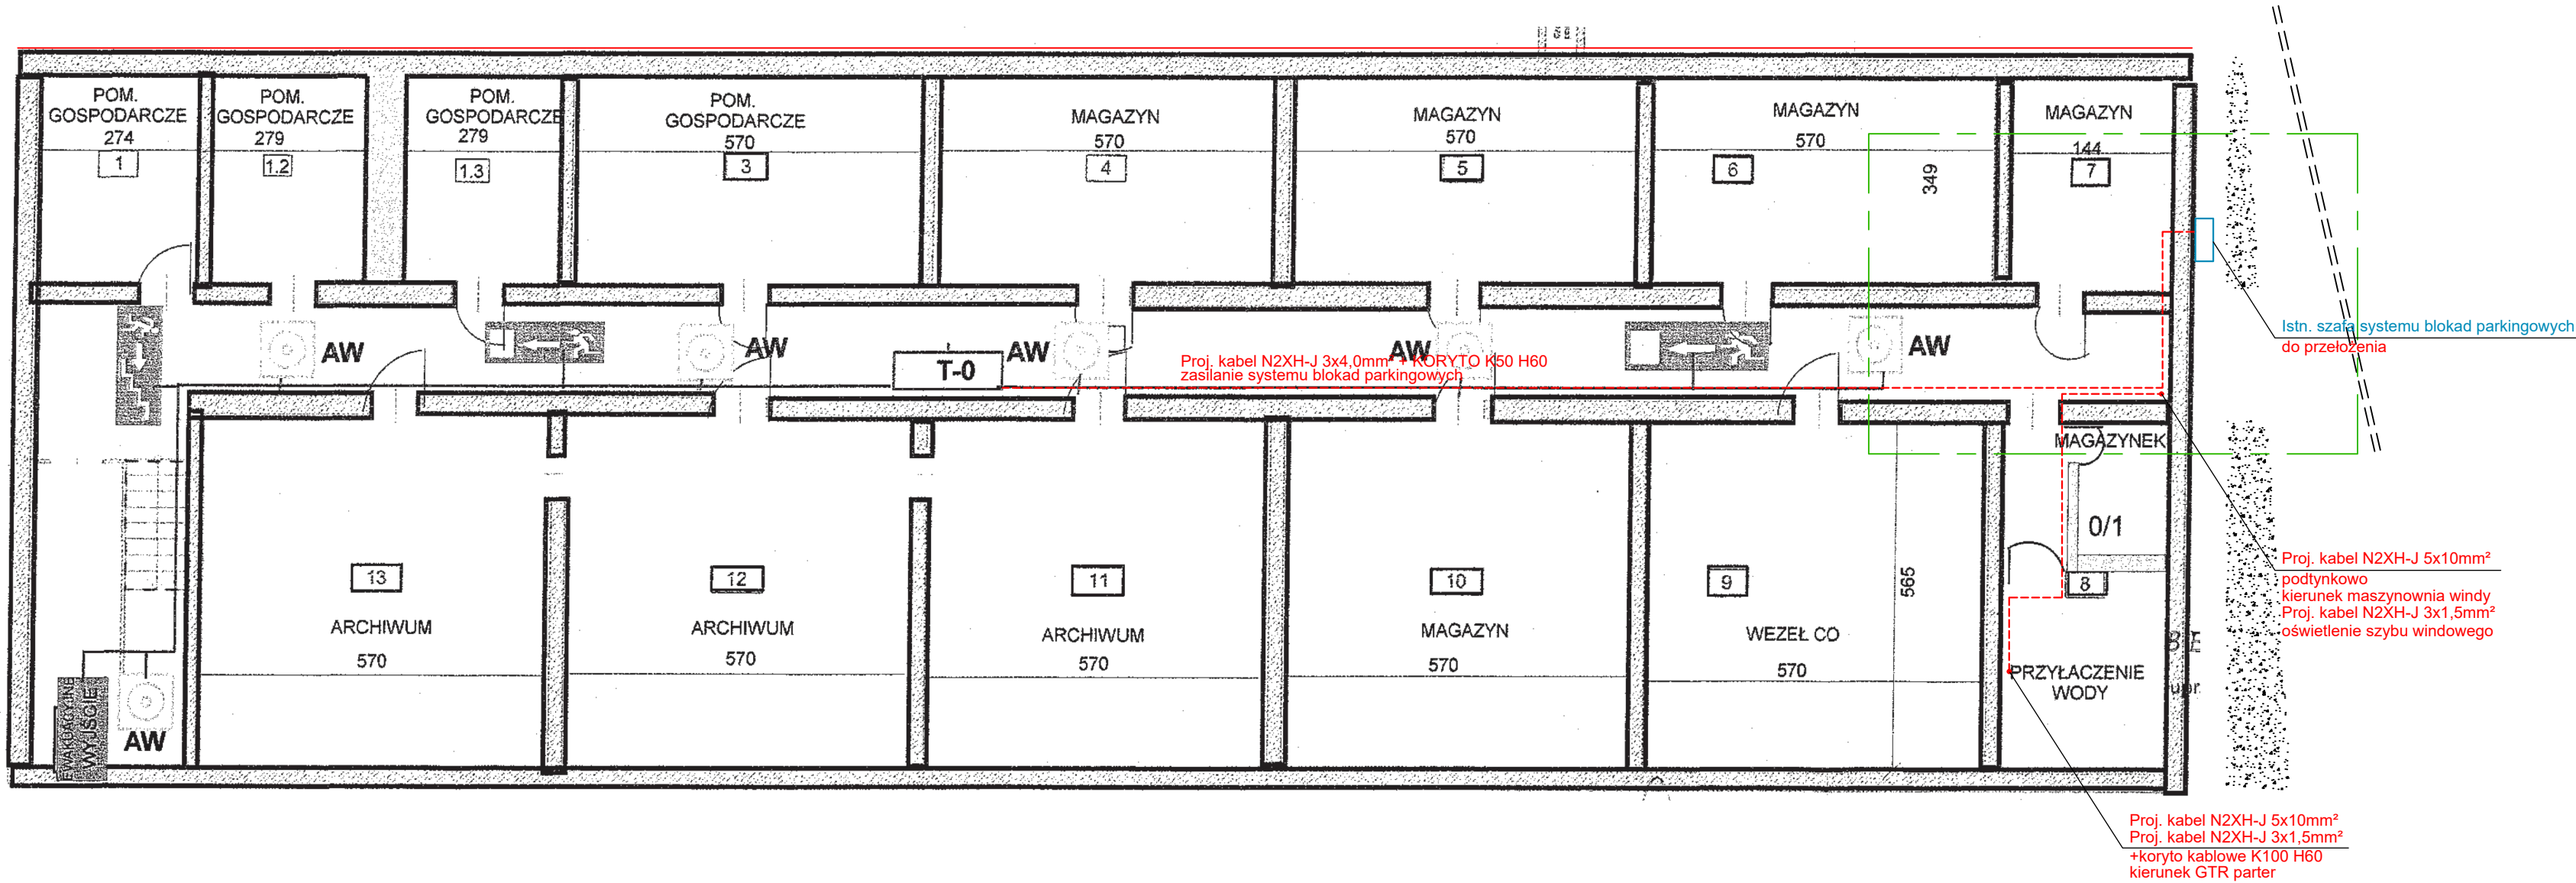 POM.
GOSPODARCZE
274
1
POM.
GOSPODARCZE
279
1.2
POM.
GOSPODARCZE
279
1.3
POM.
GOSPODARCZE
570
3
MAGAZYN
570
4
MAGAZYN
570
5
MAGAZYN
570
6
349
MAGAZYN
144
7
AW
AW
AW
AW
AW
T-0
Proj. kabel N2XH-J 3x4,0mm² + KORYTO K50 H60
zasilanie systemu blokad parkingowych
Istn. szafa systemu blokad parkingowych
do przełożenia
MAGAZYNEK
0/1
8
PRZYŁACZENIE
WODY
13
ARCHIWUM
570
12
ARCHIWUM
570
11
ARCHIWUM
570
10
MAGAZYN
570
9
WEZEŁ CO
570
565
EWAKUACYJNE
WYJŚCIE
AW
Proj. kabel N2XH-J 5x10mm²
podtynkowo
kierunek maszynownia windy
Proj. kabel N2XH-J 3x1,5mm²
oświetlenie szybu windowego
upr.
Proj. kabel N2XH-J 5x10mm²
Proj. kabel N2XH-J 3x1,5mm²
+koryto kablowe K100 H60
kierunek GTR parter